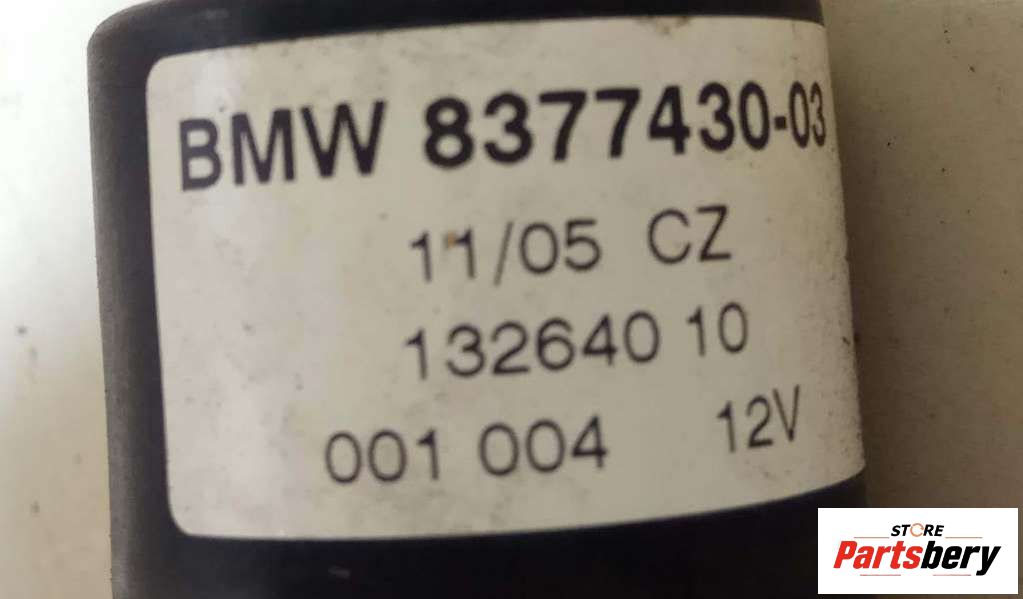 BMW 8377430-03
11/05 CZ
132640 10
001 004 12V
STORE
Partsbery